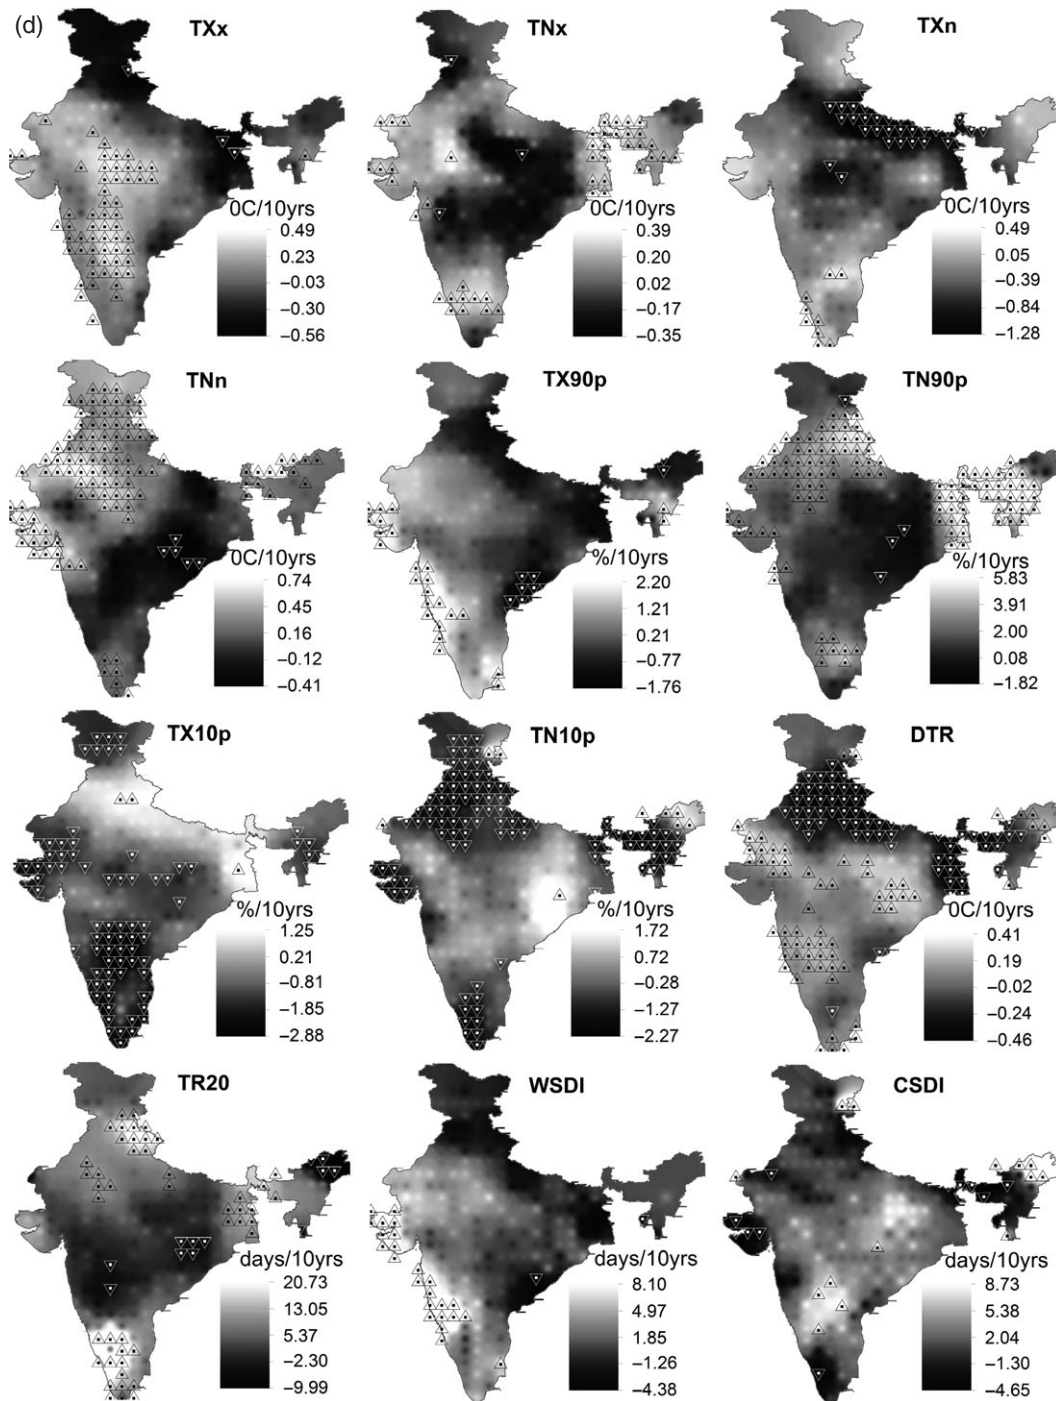 (d)
TXx
0C/10yrs
0.49
0.23
−0.03
−0.30
−0.56
TNx
0C/10yrs
0.39
0.20
0.02
−0.17
−0.35
TXn
0C/10yrs
0.49
0.05
−0.39
−0.84
−1.28
TNn
0C/10yrs
0.74
0.45
0.16
−0.12
−0.41
TX90p
%/10yrs
2.20
1.21
0.21
−0.77
−1.76
TN90p
%/10yrs
5.83
3.91
2.00
0.08
−1.82
TX10p
%/10yrs
1.25
0.21
−0.81
−1.85
−2.88
TN10p
%/10yrs
1.72
0.72
−0.28
−1.27
−2.27
DTR
0C/10yrs
0.41
0.19
−0.02
−0.24
−0.46
TR20
days/10yrs
20.73
13.05
5.37
−2.30
−9.99
WSDI
days/10yrs
8.10
4.97
1.85
−1.26
−4.38
CSDI
days/10yrs
8.73
5.38
2.04
−1.30
−4.65